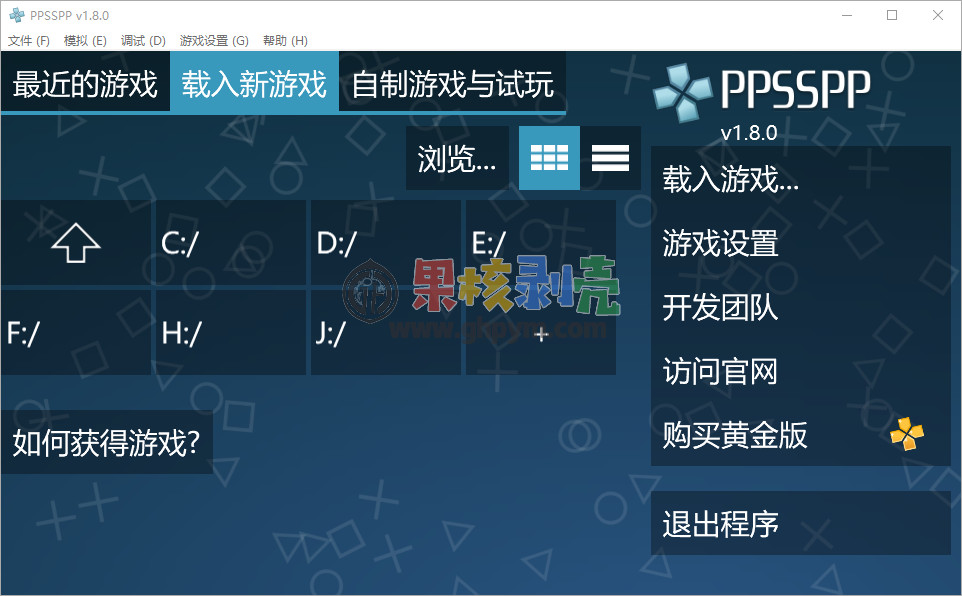 PPSSPP v1.8.0
文件 (F) 模拟 (E) 调试 (D) 游戏设置 (G) 帮助 (H)
最近的游戏 载入新游戏 自制游戏与试玩
浏览...
C:/ D:/ E:/
F:/ H:/ J:/ +
如何获得游戏?
果核剥壳
www.ghpym.com
PPSSPP
v1.8.0
载入游戏...
游戏设置
开发团队
访问官网
购买黄金版
退出程序